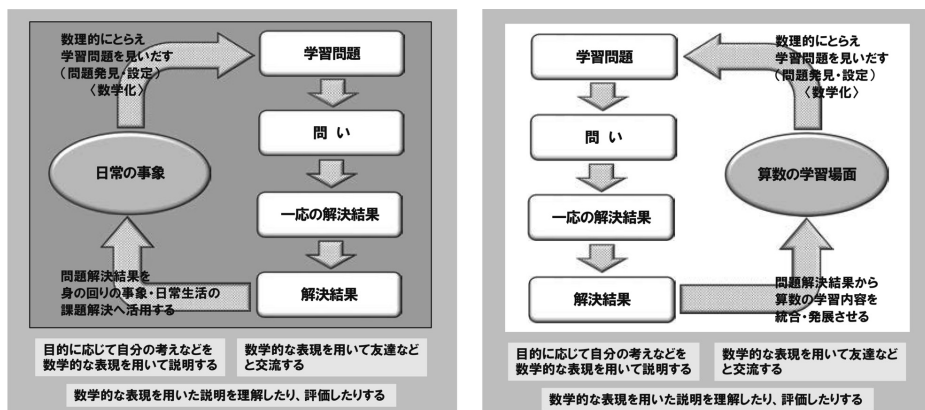 数理的にとらえ
学習問題を見いだす
（問題発見・設定）
〈数学化〉
学習問題
問 い
一応の解決結果
解決結果
日常の事象
問題解決結果を
身の回りの事象・日常生活の
課題解決へ活用する
目的に応じて自分の考えなどを
数学的な表現を用いて説明する
数学的な表現を用いて友達など
と交流する
数学的な表現を用いた説明を理解したり、評価したりする
学習問題
問 い
一応の解決結果
解決結果
数理的にとらえ
学習問題を見いだす
（問題発見・設定）
〈数学化〉
算数の学習場面
問題解決結果から
算数の学習内容を
統合・発展させる
目的に応じて自分の考えなどを
数学的な表現を用いて説明する
数学的な表現を用いて友達など
と交流する
数学的な表現を用いた説明を理解したり、評価したりする